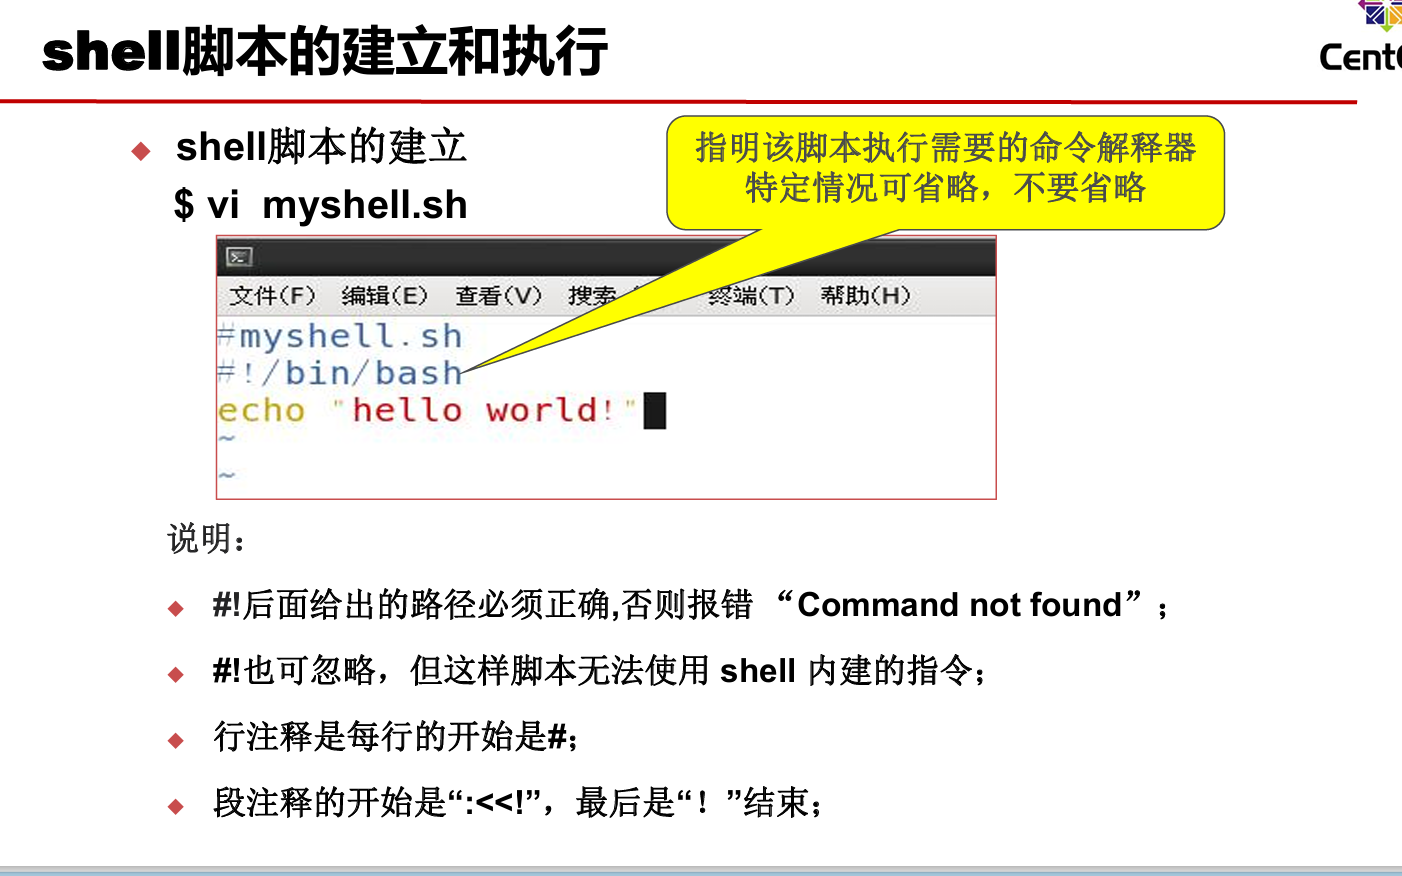 shell脚本的建立和执行
Cent
shell脚本的建立
指明该脚本执行需要的命令解释器
特定情况可省略，不要省略
$ vi myshell.sh
文件(F) 编辑(E) 查看(V) 搜索 终端(T) 帮助(H)
#myshell.sh
#!/bin/bash
echo "hello world!"
~
~
说明：
#!后面给出的路径必须正确,否则报错 “Command not found”；
#!也可忽略，但这样脚本无法使用 shell 内建的指令；
行注释是每行的开始是#；
段注释的开始是“:<<!”，最后是“！”结束；